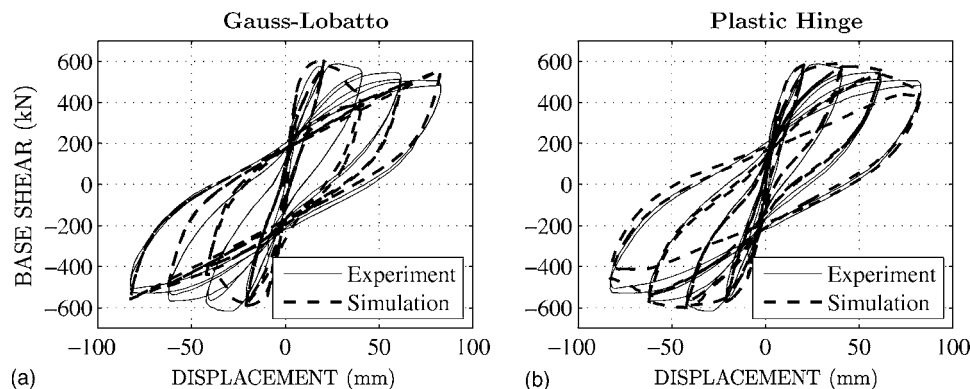 Gauss-Lobatto
600
400
200
0
−200
−400
−600
BASE SHEAR (kN)
Experiment
Simulation
−100
−50
0
50
100
(a)
DISPLACEMENT (mm)
Plastic Hinge
600
400
200
0
−200
−400
−600
Experiment
Simulation
−100
−50
0
50
100
(b)
DISPLACEMENT (mm)